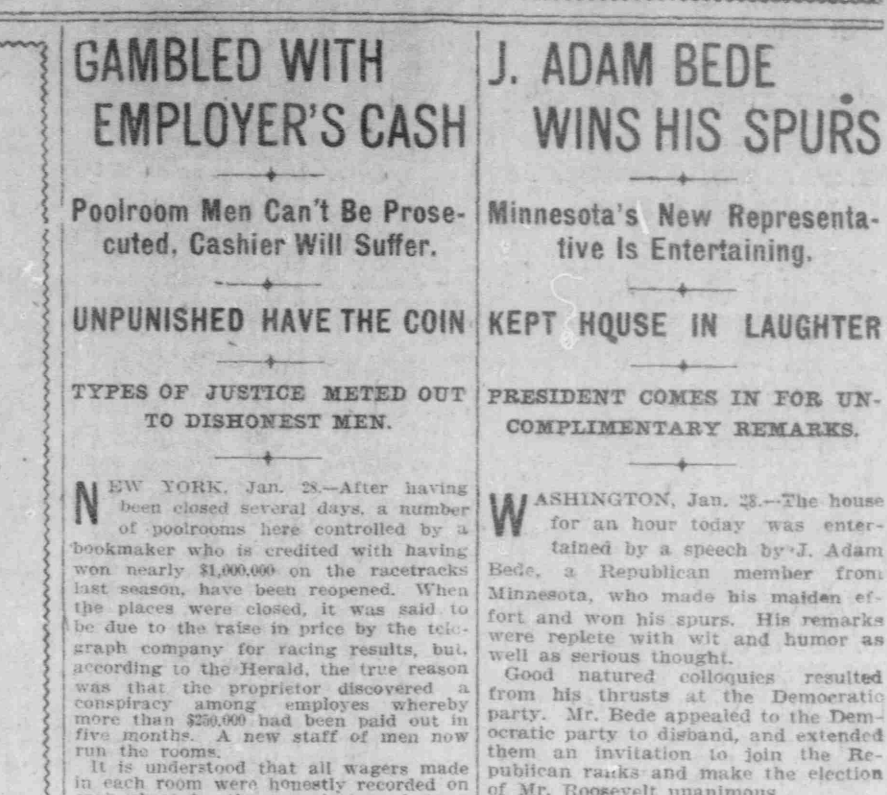 GAMBLED WITH
EMPLOYER'S CASH
Poolroom Men Can't Be Prose-
cuted, Cashier Will Suffer.
UNPUNISHED HAVE THE COIN
TYPES OF JUSTICE METED OUT
TO DISHONEST MEN.
NEW YORK, Jan. 28.—After having
been closed several days, a number
of poolrooms here controlled by a
bookmaker who is credited with having
won nearly $1,000,000 on the racetracks
last season, have been reopened. When
the places were closed, it was said to
be due to the raise in price by the tele-
graph company for racing results, but,
according to the Herald, the true reason
was that the proprietor discovered a
conspiracy among employes whereby
more than $250,000 had been paid out in
five months. A new staff of men now
run the rooms.
It is understood that all wagers made
in each room were honestly recorded on
J. ADAM BEDE
WINS HIS SPURS
Minnesota's New Representa-
tive Is Entertaining.
KEPT HOUSE IN LAUGHTER
PRESIDENT COMES IN FOR UN-
COMPLIMENTARY REMARKS.
WASHINGTON, Jan. 28.—The house
for an hour today was enter-
tained by a speech by J. Adam
Bede, a Republican member from
Minnesota, who made his maiden ef-
fort and won his spurs. His remarks
were replete with wit and humor as
well as serious thought.
Good natured colloquies resulted
from his thrusts at the Democratic
party. Mr. Bede appealed to the Dem-
ocratic party to disband, and extended
them an invitation to join the Re-
publican ranks and make the election
of Mr. Roosevelt unanimous.